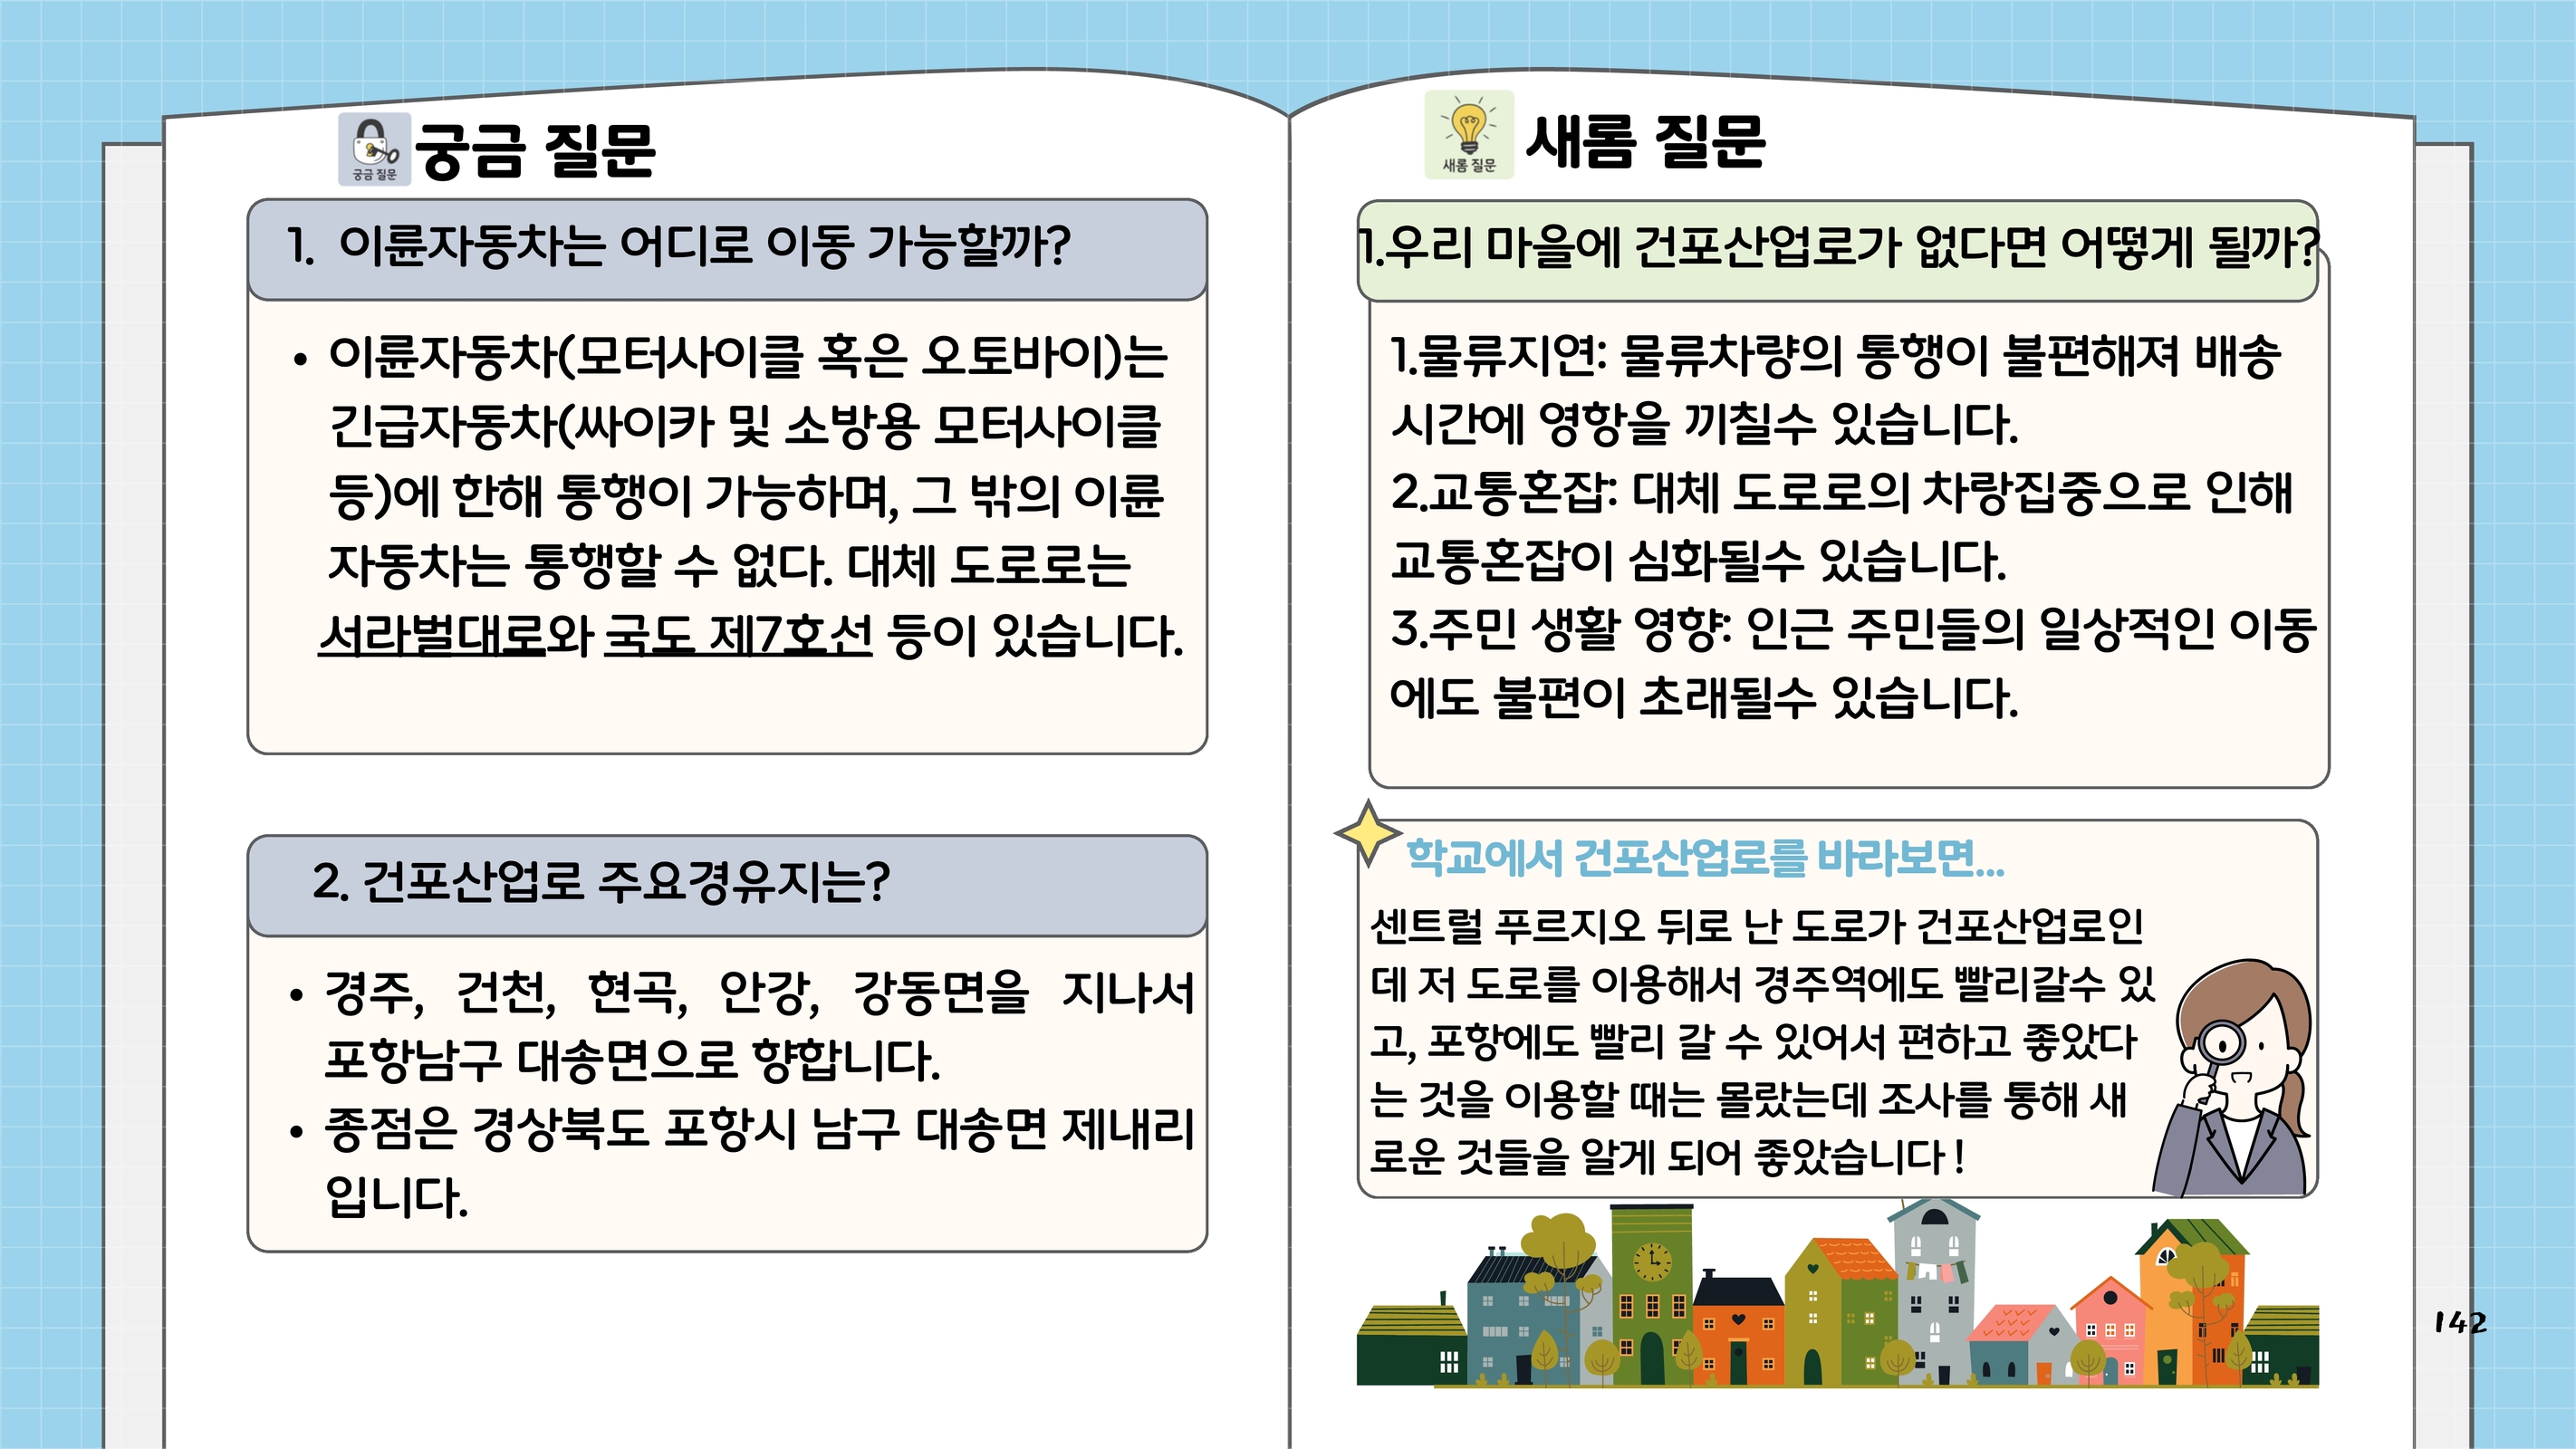 궁금 질문
궁금 질문
1. 이륜자동차는 어디로 이동 가능할까?
• 이륜자동차(모터사이클 혹은 오토바이)는
긴급자동차(싸이카 및 소방용 모터사이클
등)에 한해 통행이 가능하며, 그 밖의 이륜
자동차는 통행할 수 없다. 대체 도로로는
서라벌대로와 국도 제7호선 등이 있습니다.
2. 건포산업로 주요경유지는?
• 경주, 건천, 현곡, 안강, 강동면을 지나서
포항남구 대송면으로 향합니다.
• 종점은 경상북도 포항시 남구 대송면 제내리
입니다.
새롬 질문
새롬 질문
1.우리 마을에 건포산업로가 없다면 어떻게 될까?
1.물류지연: 물류차량의 통행이 불편해져 배송
시간에 영항을 끼칠수 있습니다.
2.교통혼잡: 대체 도로로의 차랑집중으로 인해
교통혼잡이 심화될수 있습니다.
3.주민 생활 영향: 인근 주민들의 일상적인 이동
에도 불편이 초래될수 있습니다.
학교에서 건포산업로를 바라보면...
센트럴 푸르지오 뒤로 난 도로가 건포산업로인
데 저 도로를 이용해서 경주역에도 빨리갈수 있
고, 포항에도 빨리 갈 수 있어서 편하고 좋았다
는 것을 이용할 때는 몰랐는데 조사를 통해 새
로운 것들을 알게 되어 좋았습니다!
142